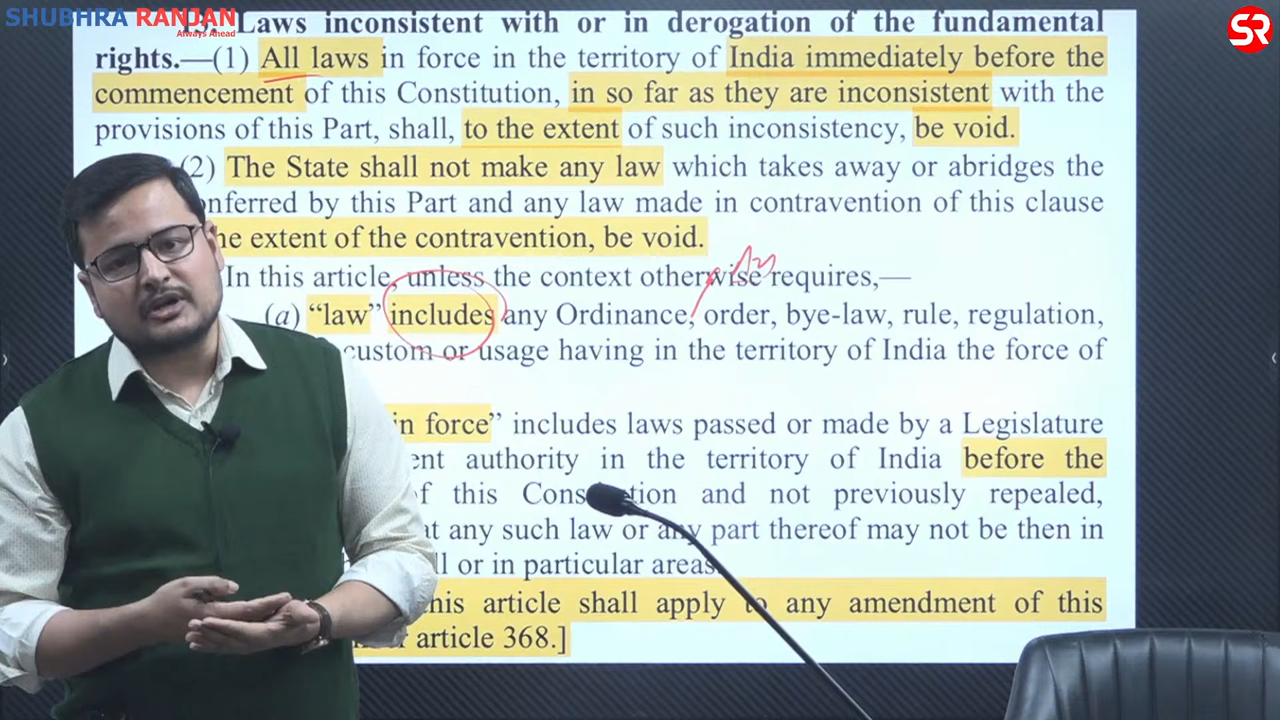 SHUBHRA RANJAN
Always Ahead
SR
Laws inconsistent with or in derogation of the fundamental
rights.—(1) All laws in force in the territory of India immediately before the
commencement of this Constitution, in so far as they are inconsistent with the
provisions of this Part, shall, to the extent of such inconsistency, be void.
(2) The State shall not make any law which takes away or abridges the
onferred by this Part and any law made in contravention of this clause
he extent of the contravention, be void.
In this article, unless the context otherwise requires,—
(a) “law” includes any Ordinance, order, bye-law, rule, regulation,
custom or usage having in the territory of India the force of
in force” includes laws passed or made by a Legislature
ent authority in the territory of India before the
f this Constitution and not previously repealed,
at any such law or any part thereof may not be then in
ll or in particular areas.
his article shall apply to any amendment of this
article 368.]